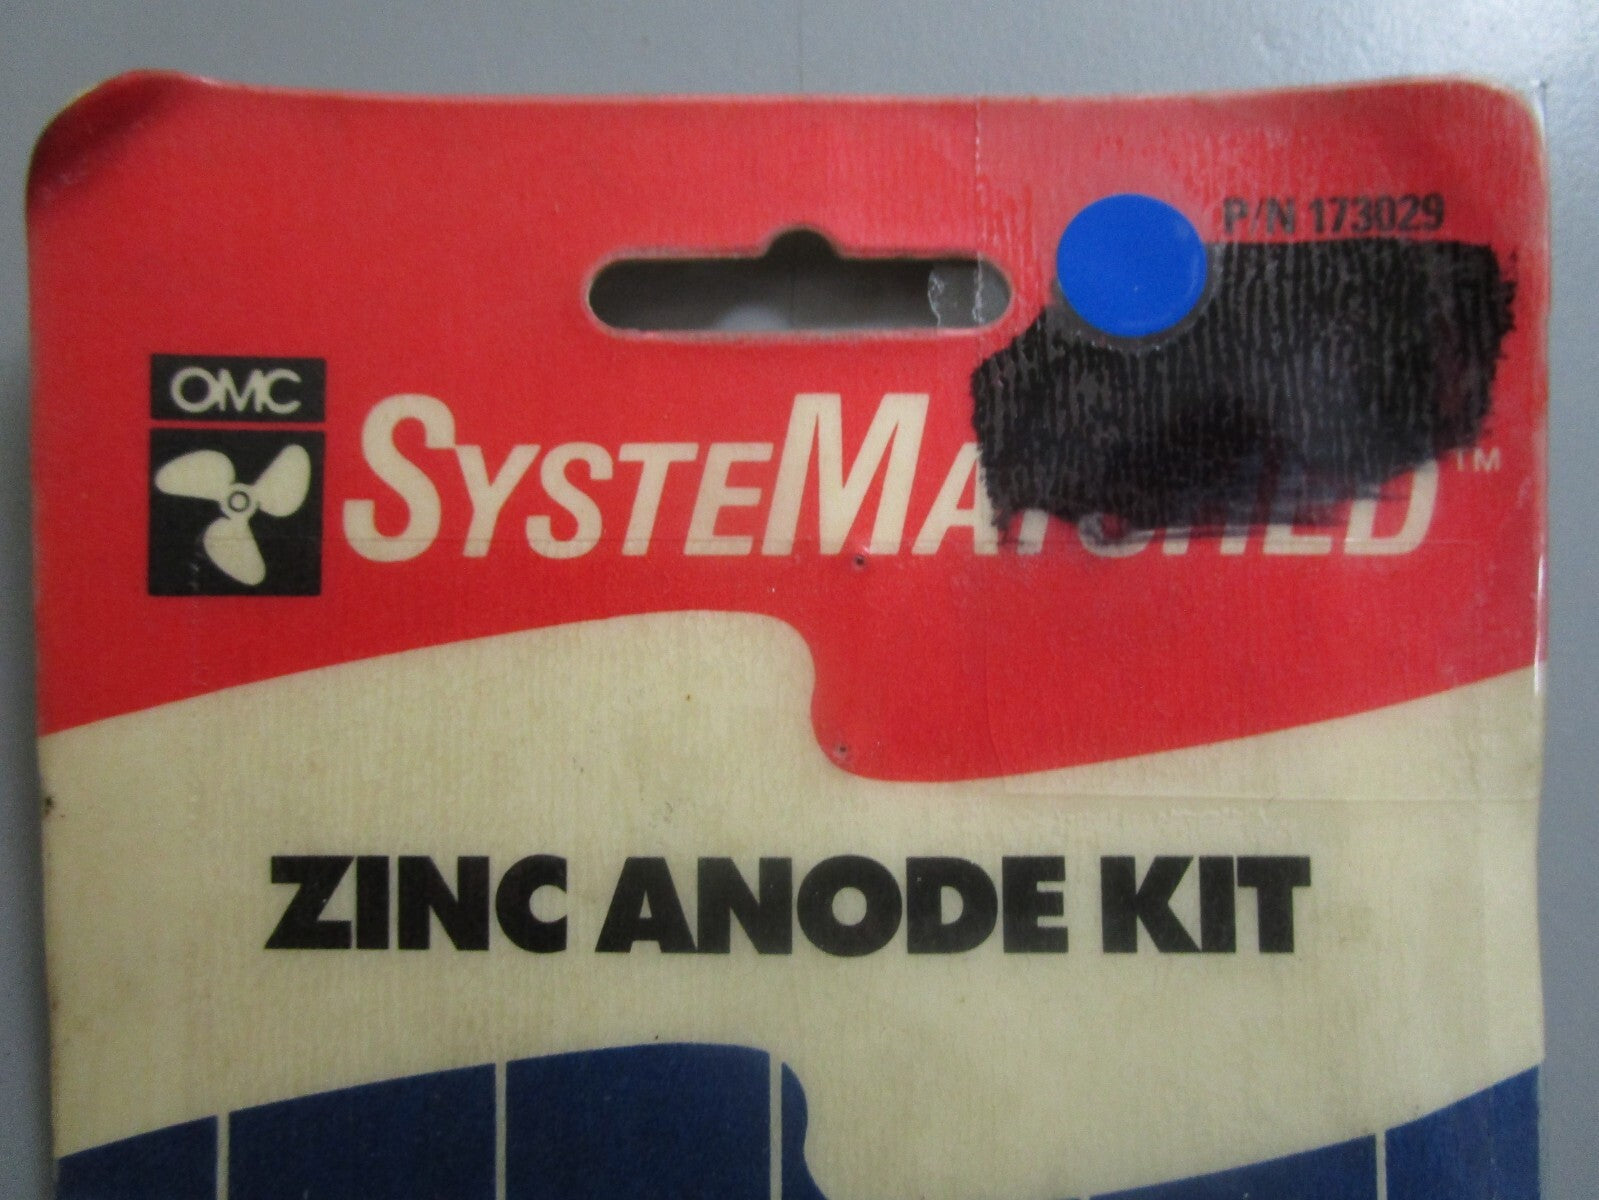 P/N 173029
OMC
SYSTEMATCHED™
ZINC ANODE KIT